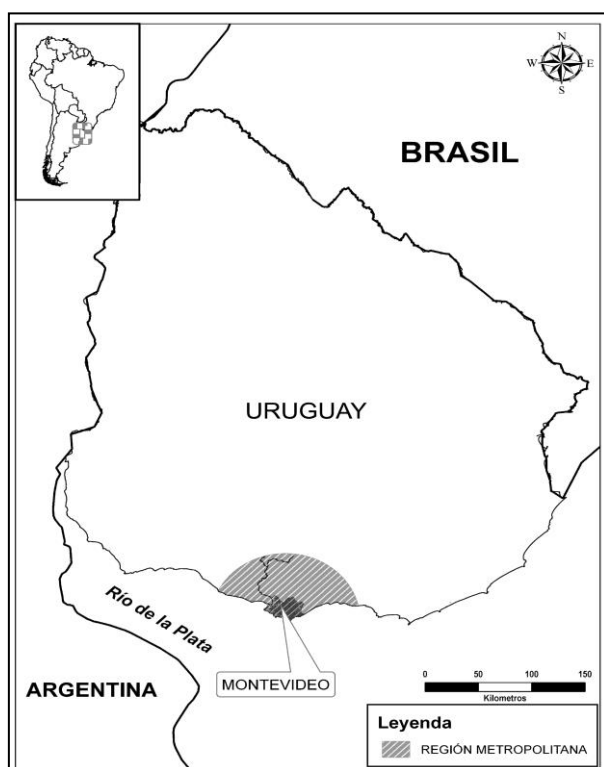 N
W E
S
BRASIL
URUGUAY
Río de la Plata
MONTEVIDEO
ARGENTINA
0 50 100 150
Kilometros
Leyenda
REGIÓN METROPOLITANA